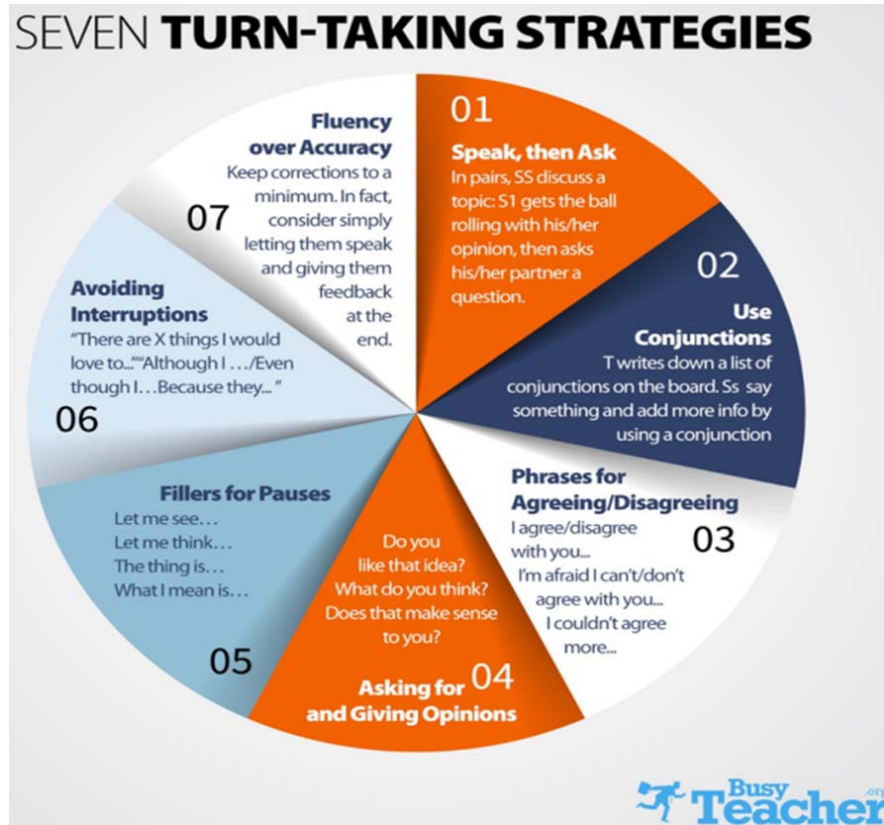 SEVEN TURN-TAKING STRATEGIES
01
Speak, then Ask
In pairs, SS discuss a
topic: S1 gets the ball
rolling with his/her
opinion, then asks
his/her partner a
question.
02
Use
Conjunctions
T writes down a list of
conjunctions on the board. Ss say
something and add more info by
using a conjunction
Phrases for
Agreeing/Disagreeing
I agree/disagree
with you...
03
I'm afraid I can't/don't
agree with you...
I couldn't agree
more...
Do you
like that idea?
What do you think?
Does that make sense
to you?
04
Asking for
and Giving Opinions
Fillers for Pauses
Let me see...
Let me think...
The thing is...
What I mean is...
05
Avoiding
Interruptions
"There are X things I would
love to...""Although I .../Even
though I...Because they... "
06
Fluency
over Accuracy
Keep corrections to a
minimum. In fact,
consider simply
letting them speak
and giving them
feedback
at the
end.
07
Busy
Teacher
.org